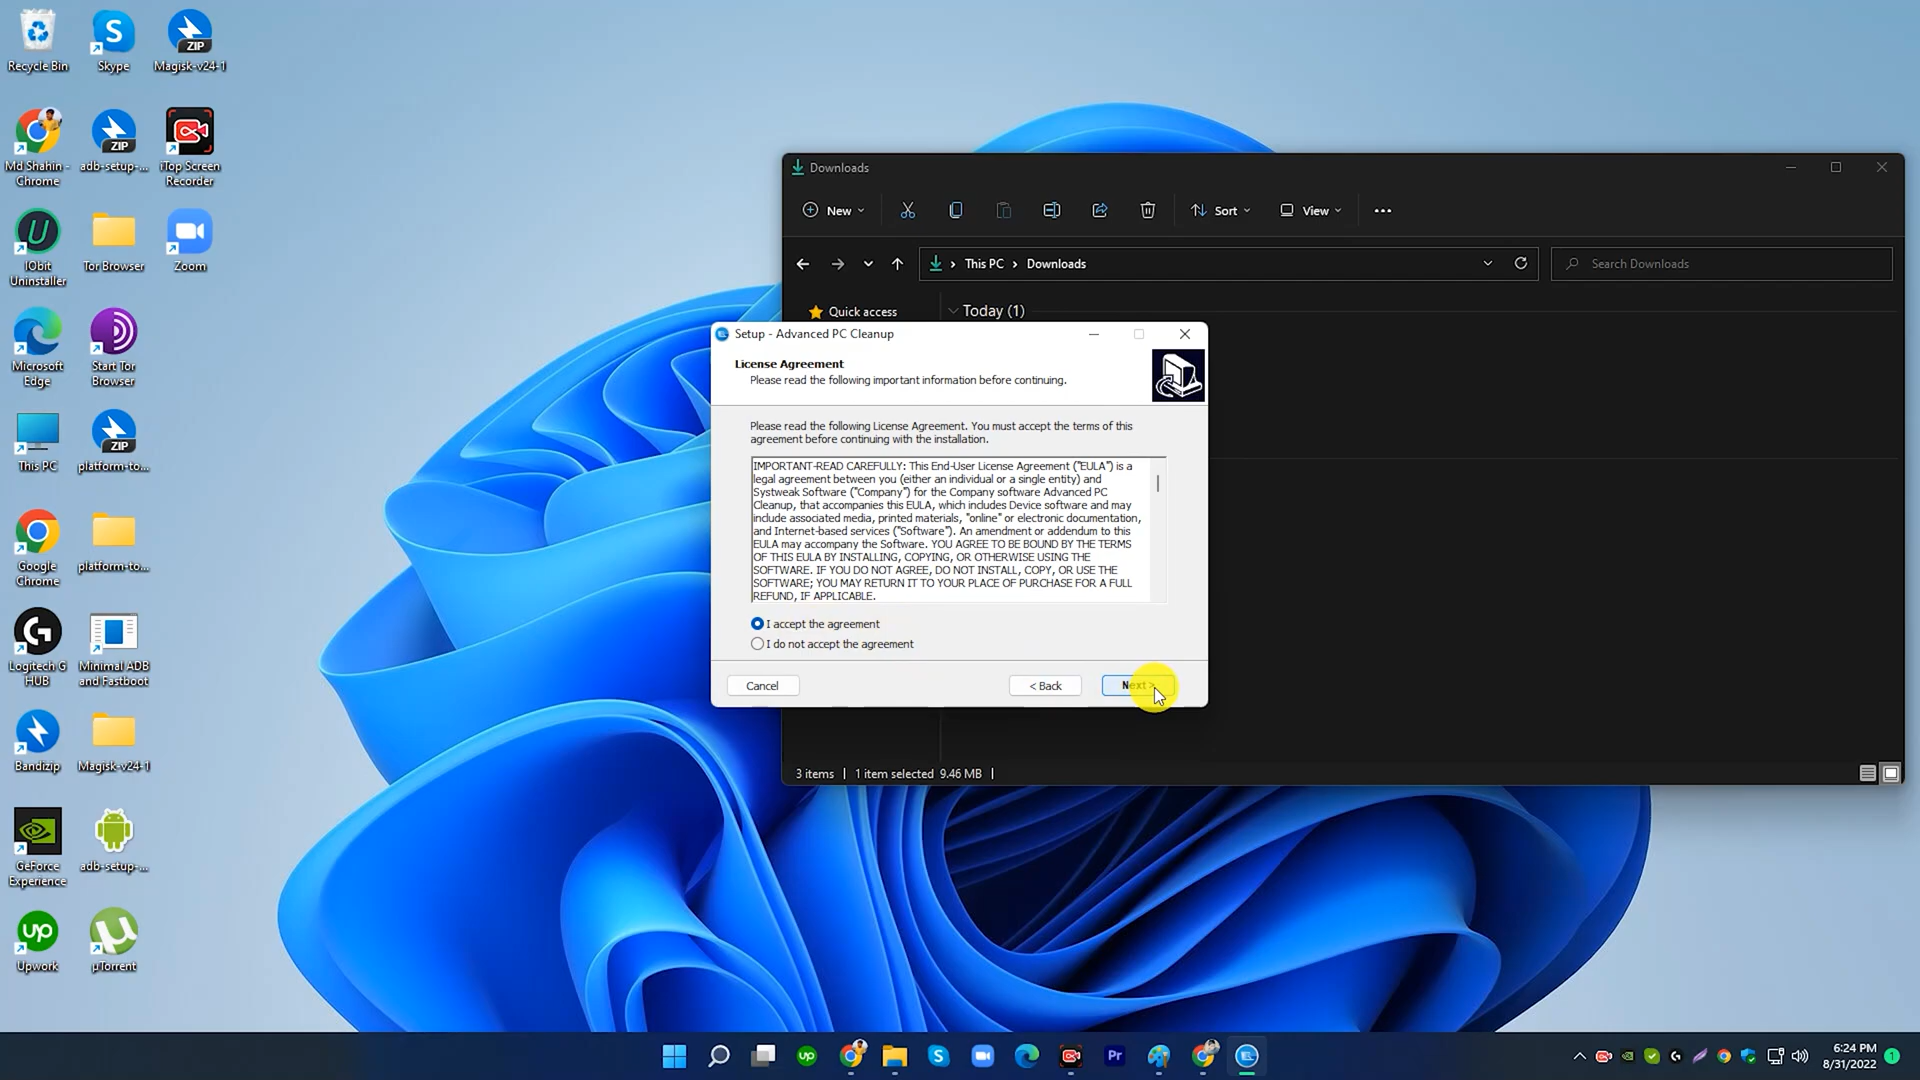 Recycle Bin
Skype
ZIP
Magisk-v24-1
Md Shahin - Chrome
ZIP
adb-setup-...
iTop Screen Recorder
IObit Uninstaller
Tor Browser
Zoom
Microsoft Edge
Start Tor Browser
This PC
ZIP
platform-to...
Google Chrome
platform-to...
Logitech G HUB
Minimal ADB and Fastboot
Bandizip
Magisk-v24-1
GeForce Experience
adb-setup-...
up
Upwork
µTorrent
Downloads
New
Sort
View
This PC > Downloads
Search Downloads
Quick access
Today (1)
Setup - Advanced PC Cleanup
License Agreement
Please read the following important information before continuing.
Please read the following License Agreement. You must accept the terms of this
agreement before continuing with the installation.
IMPORTANT-READ CAREFULLY: This End-User License Agreement ("EULA") is a
legal agreement between you (either an individual or a single entity) and
Systweak Software ("Company") for the Company software Advanced PC
Cleanup, that accompanies this EULA, which includes Device software and may
include associated media, printed materials, "online" or electronic documentation,
and Internet-based services ("Software"). An amendment or addendum to this
EULA may accompany the Software. YOU AGREE TO BE BOUND BY THE TERMS
OF THIS EULA BY INSTALLING, COPYING, OR OTHERWISE USING THE
SOFTWARE. IF YOU DO NOT AGREE, DO NOT INSTALL, COPY, OR USE THE
SOFTWARE; YOU MAY RETURN IT TO YOUR PLACE OF PURCHASE FOR A FULL
REFUND, IF APPLICABLE.
I accept the agreement
I do not accept the agreement
Cancel
< Back
Next >
3 items
1 item selected 9.46 MB
up
Pr
6:24 PM
8/31/2022
1